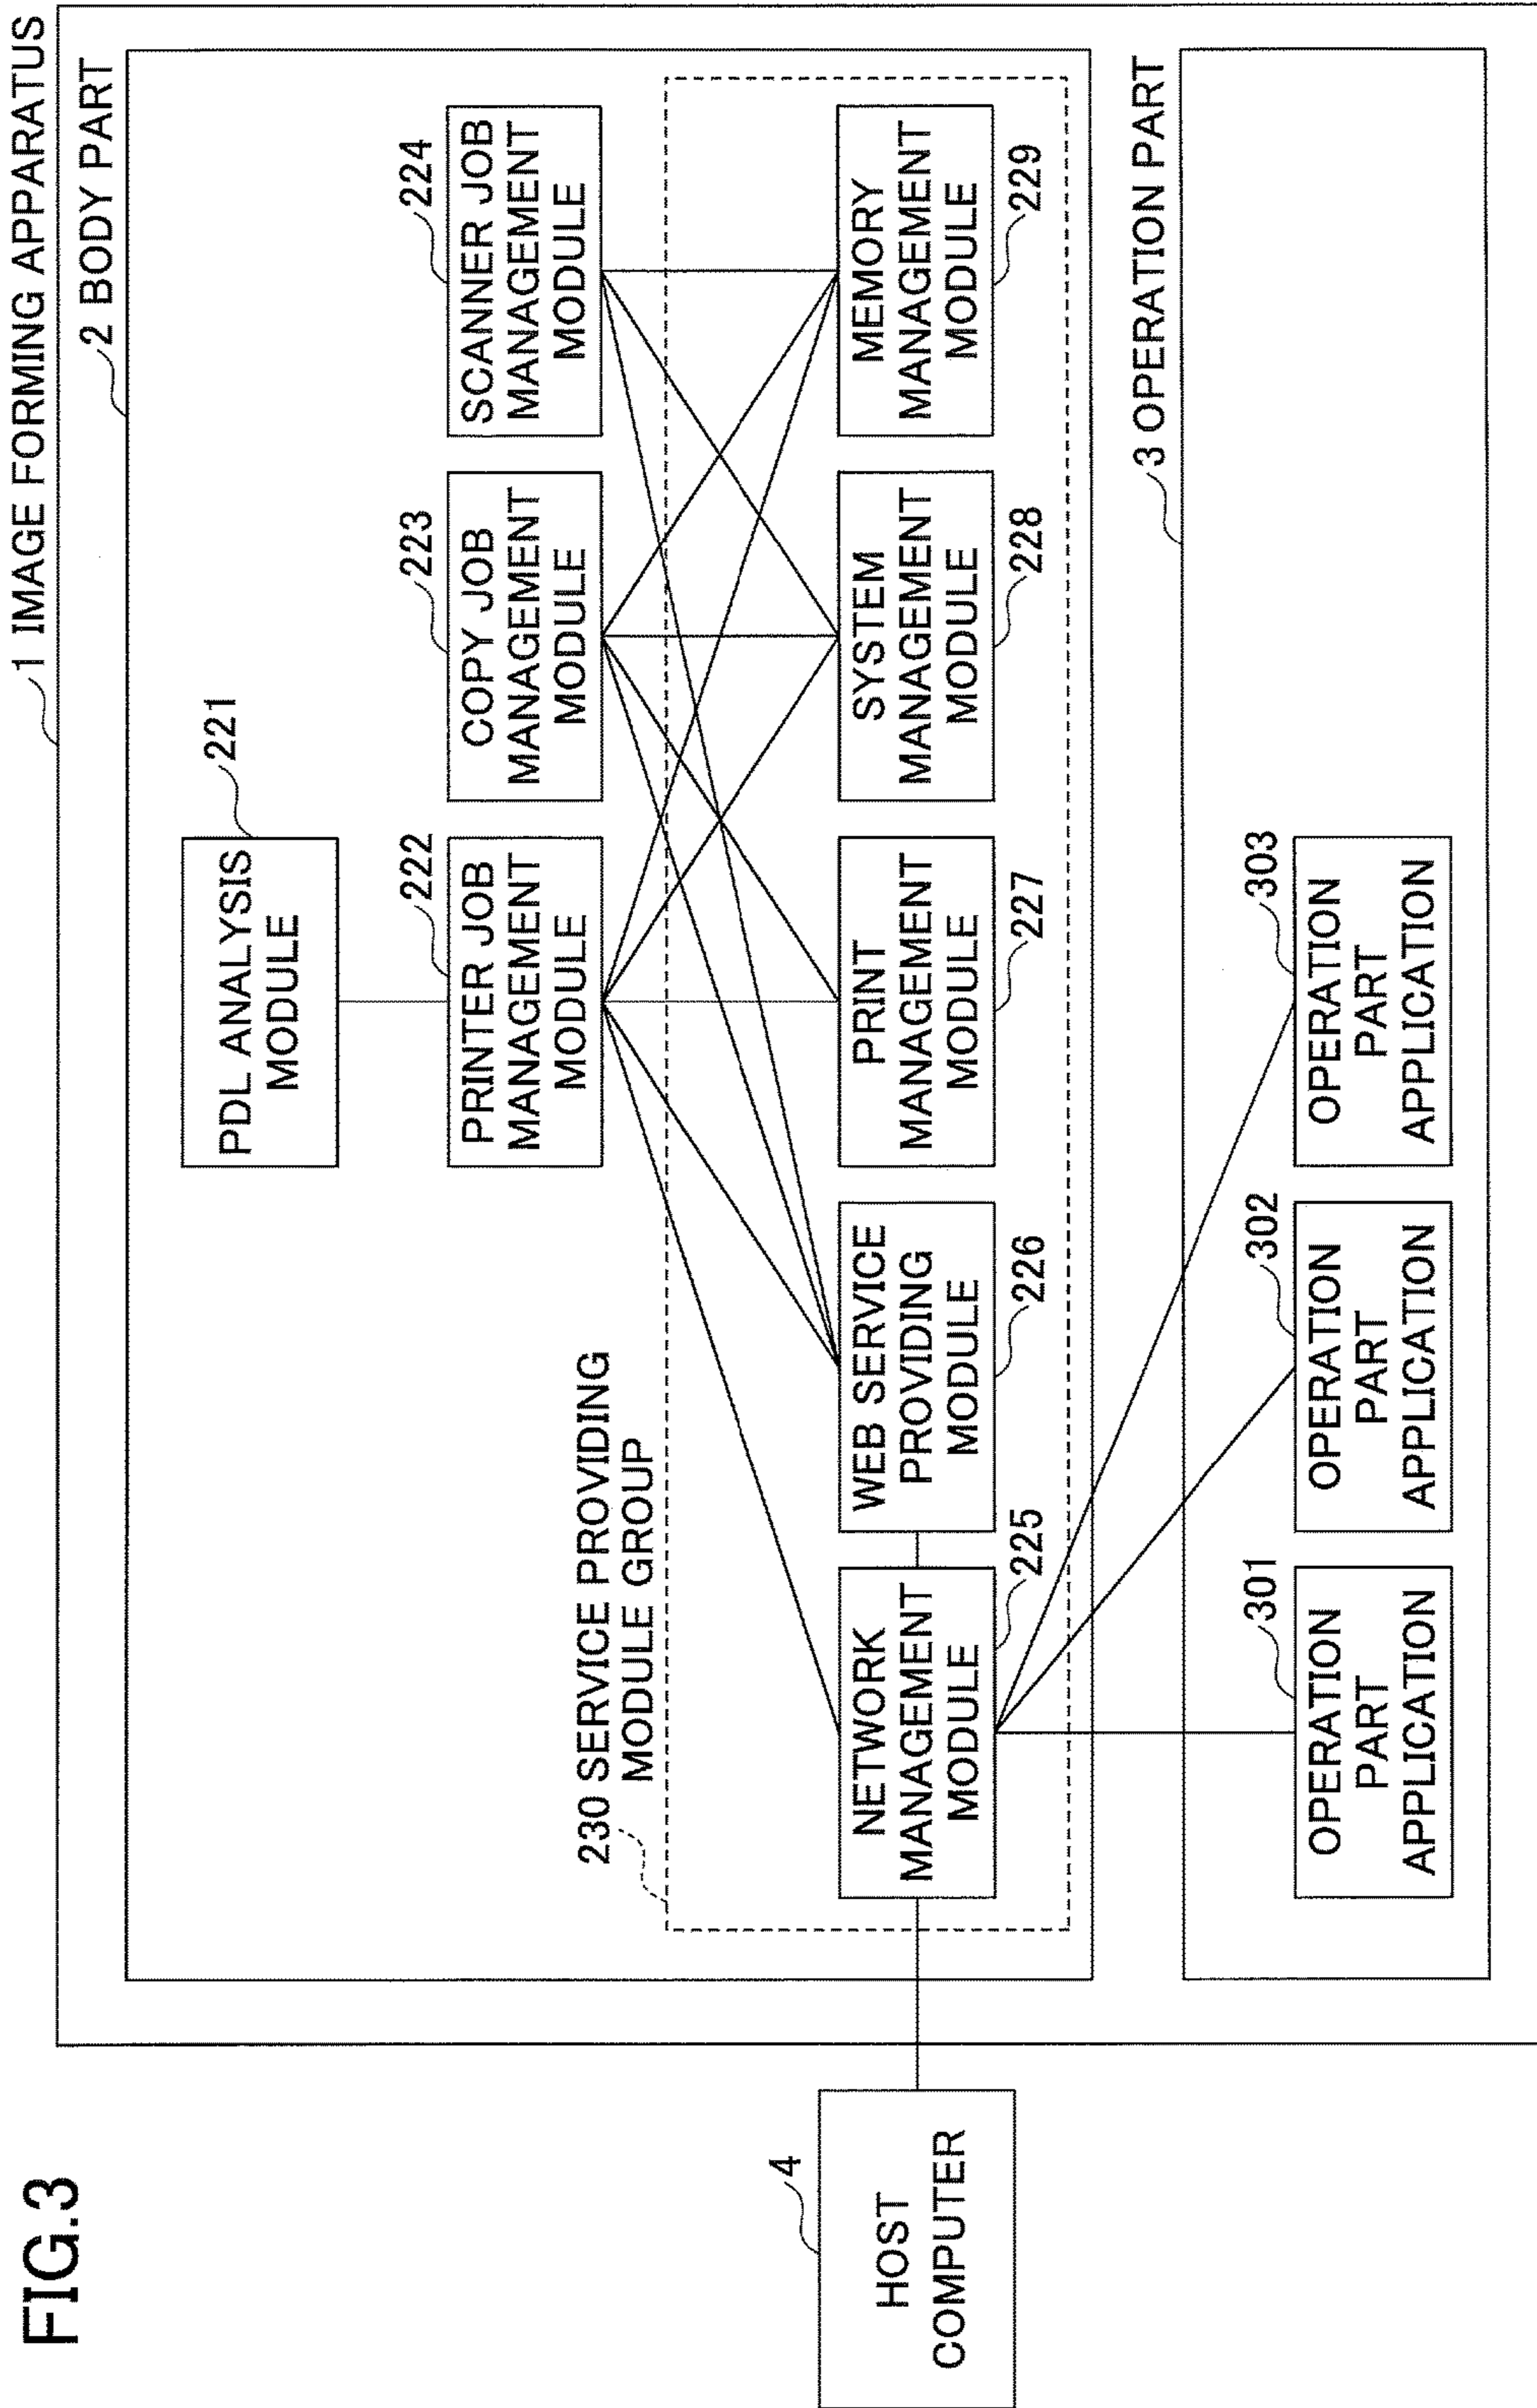 FIG.3
1 IMAGE FORMING APPARATUS
2 BODY PART
221
PDL ANALYSIS
MODULE
222
PRINTER JOB
MANAGEMENT
MODULE
223
COPY JOB
MANAGEMENT
MODULE
224
SCANNER JOB
MANAGEMENT
MODULE
230 SERVICE PROVIDING
MODULE GROUP
4
HOST
COMPUTER
NETWORK
MANAGEMENT
MODULE
225
WEB SERVICE
PROVIDING
MODULE
226
PRINT
MANAGEMENT
MODULE
227
SYSTEM
MANAGEMENT
MODULE
228
MEMORY
MANAGEMENT
MODULE
229
3 OPERATION PART
301
OPERATION
PART
APPLICATION
302
OPERATION
PART
APPLICATION
303
OPERATION
PART
APPLICATION